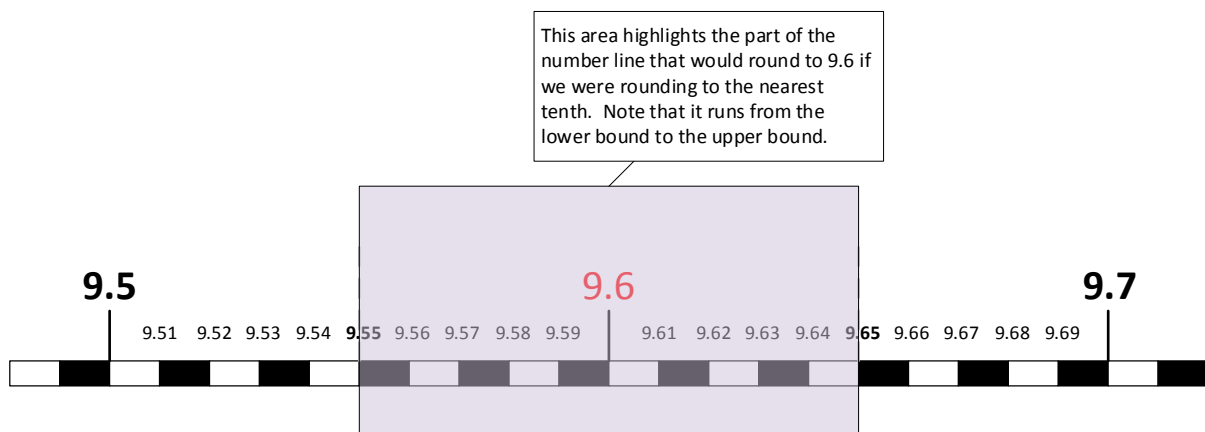 This area highlights the part of the
number line that would round to 9.6 if
we were rounding to the nearest
tenth.  Note that it runs from the
lower bound to the upper bound.
9.5 9.6 9.7
9.51 9.52 9.53 9.54 9.55 9.56 9.57 9.58 9.59 9.61 9.62 9.63 9.64 9.65 9.66 9.67 9.68 9.69